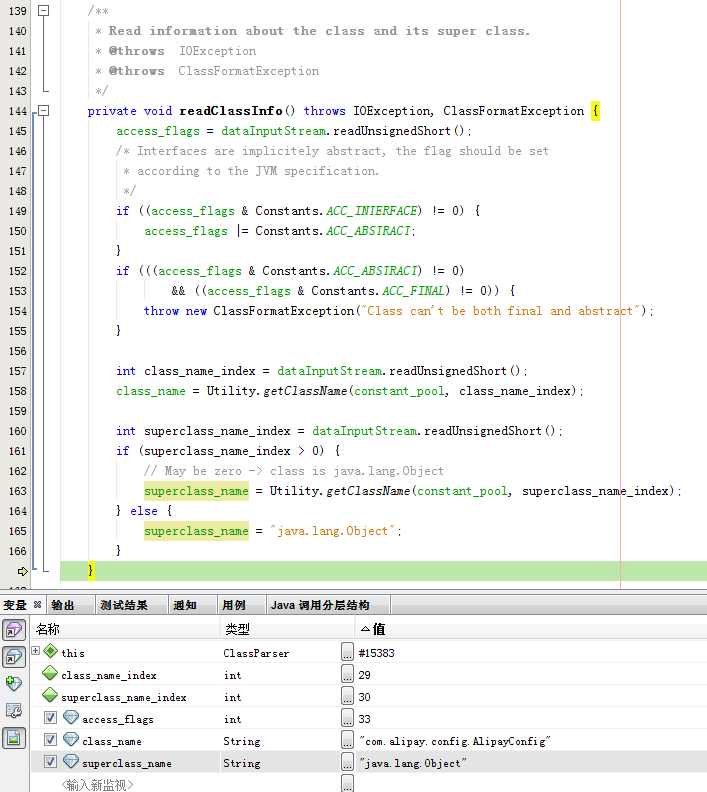 139 /**
140 * Read information about the class and its super class.
141 * @throws IOException
142 * @throws ClassFormatException
143 */
144 private void readClassInfo() throws IOException, ClassFormatException {
145 access_flags = dataInputStream.readUnsignedShort();
146 /* Interfaces are implicitely abstract, the flag should be set
147 * according to the JVM specification.
148 */
149 if ((access_flags & Constants.ACC_INTERFACE) != 0) {
150 access_flags |= Constants.ACC_ABSTRACT;
151 }
152 if (((access_flags & Constants.ACC_ABSTRACT) != 0)
153 && ((access_flags & Constants.ACC_FINAL) != 0)) {
154 throw new ClassFormatException("Class can't be both final and abstract");
155 }
156
157 int class_name_index = dataInputStream.readUnsignedShort();
158 class_name = Utility.getClassName(constant_pool, class_name_index);
159
160 int superclass_name_index = dataInputStream.readUnsignedShort();
161 if (superclass_name_index > 0) {
162 // May be zero -> class is java.lang.Object
163 superclass_name = Utility.getClassName(constant_pool, superclass_name_index);
164 } else {
165 superclass_name = "java.lang.Object";
166 }
}
变量 输出 测试结果 通知 用例 Java 调用分层结构
名称 类型 值
this ClassParser ... #15383
class_name_index int ... 29
superclass_name_index int ... 30
access_flags int ... 33
class_name String ... "com.alipay.config.AlipayConfig"
superclass_name String ... "java.lang.Object"
<输入新监视> ...